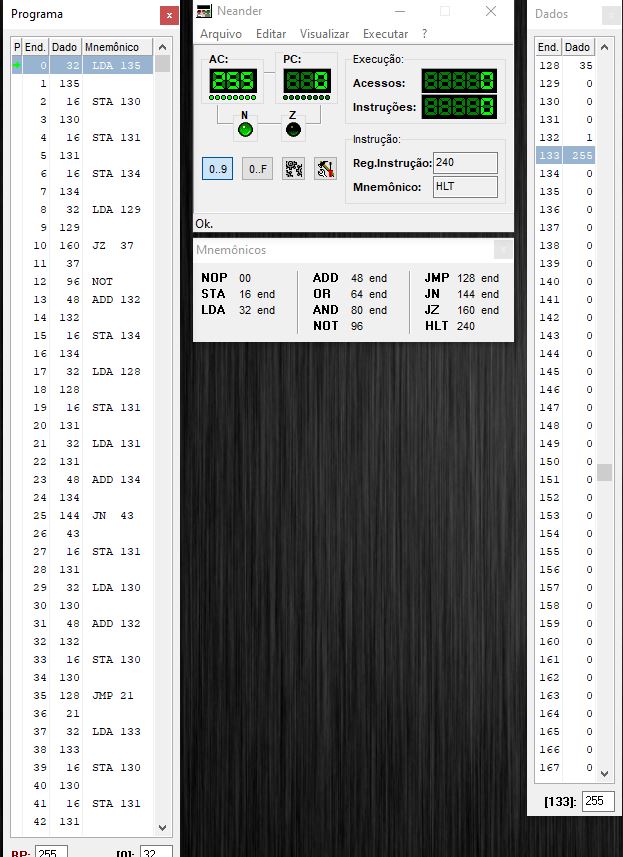 Programa x
P End. Dado Mnemônico
0 32 LDA 135
1 135
2 16 STA 130
3 130
4 16 STA 131
5 131
6 16 STA 134
7 134
8 32 LDA 129
9 129
10 160 JZ 37
11 37
12 96 NOT
13 48 ADD 132
14 132
15 16 STA 134
16 134
17 32 LDA 128
18 128
19 16 STA 131
20 131
21 32 LDA 131
22 131
23 48 ADD 134
24 134
25 144 JN 43
26 43
27 16 STA 131
28 131
29 32 LDA 130
30 130
31 48 ADD 132
32 132
33 16 STA 130
34 130
35 128 JMP 21
36 21
37 32 LDA 133
38 133
39 16 STA 130
40 130
41 16 STA 131
42 131
BP: 255 [0]: 32
Neander
Arquivo Editar Visualizar Executar ?
AC: PC: Execução:
255 0 Acessos: 0
Instruções: 0
N Z
Instrução:
0..9 0..F Reg.Instrução: 240
Mnemônico: HLT
Ok.
Mnemônicos x
NOP 00 ADD 48 end JMP 128 end
STA 16 end OR 64 end JN 144 end
LDA 32 end AND 80 end JZ 160 end
NOT 96 HLT 240
Dados x
End. Dado
128 35
129 0
130 0
131 0
132 1
133 255
134 0
135 0
136 0
137 0
138 0
139 0
140 0
141 0
142 0
143 0
144 0
145 0
146 0
147 0
148 0
149 0
150 0
151 0
152 0
153 0
154 0
155 0
156 0
157 0
158 0
159 0
160 0
161 0
162 0
163 0
164 0
165 0
166 0
167 0
[133]: 255